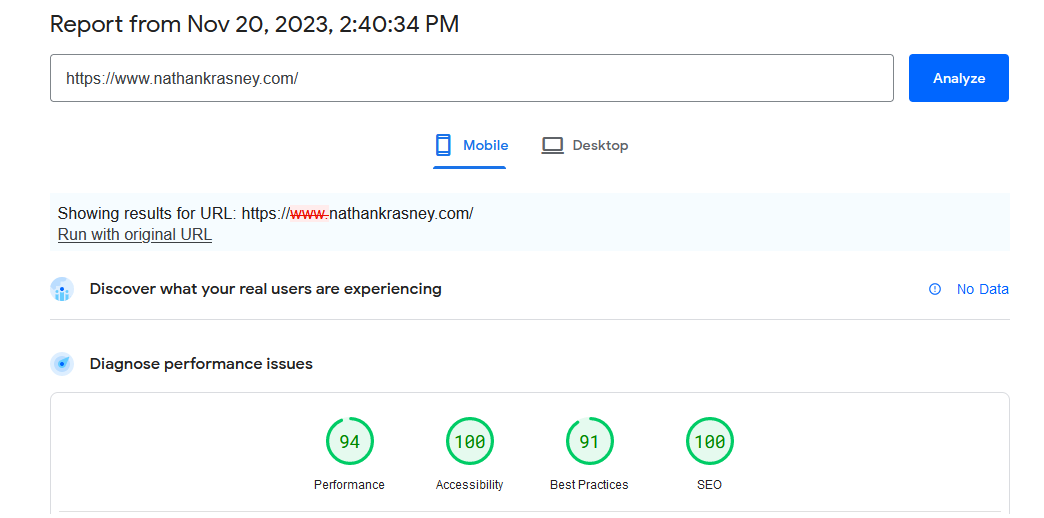 Report from Nov 20, 2023, 2:40:34 PM
https://www.nathankrasney.com/
Analyze
Mobile
Desktop
Showing results for URL: https://www.nathankrasney.com/
Run with original URL
Discover what your real users are experiencing
No Data
Diagnose performance issues
94
100
91
100
Performance
Accessibility
Best Practices
SEO